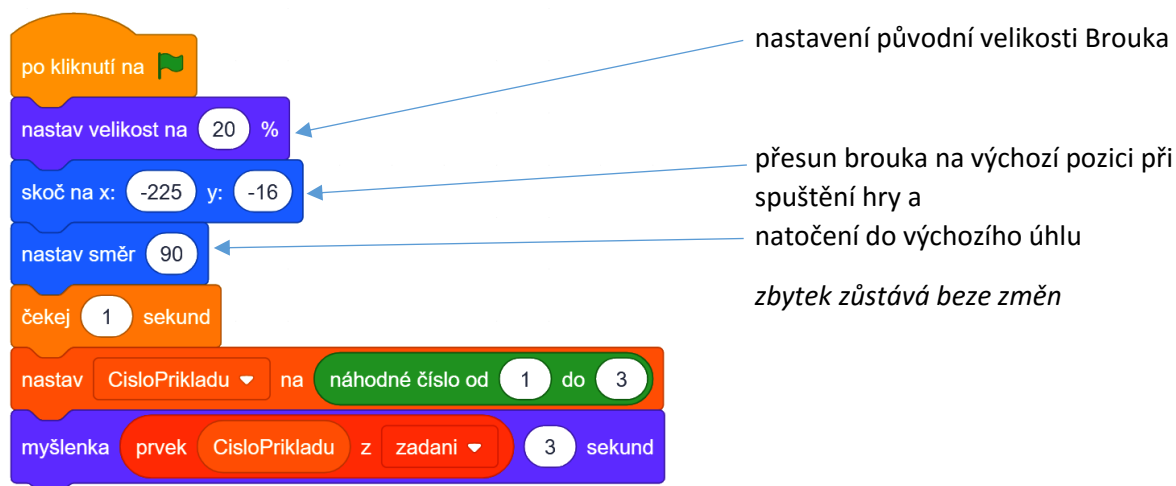 po kliknutí na
nastav velikost na 20 %
skoč na x: -225 y: -16
nastav směr 90
čekej 1 sekund
nastav CisloPrikladu na náhodné číslo od 1 do 3
myšlenka prvek CisloPrikladu z zadani 3 sekund
nastavení původní velikosti Brouka
přesun brouka na výchozí pozici při
spuštění hry a
natočení do výchozího úhlu
zbytek zůstává beze změn